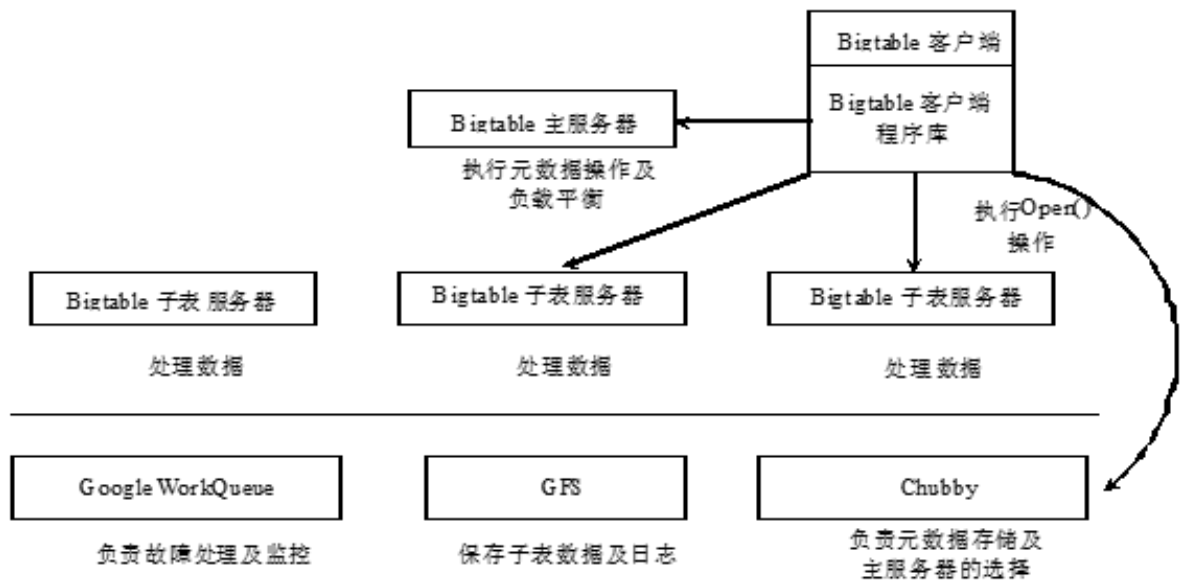 Bigtable 客户端
Bigtable 客户端
程序库
Bigtable 主服务器
执行元数据操作及
负载平衡
执行Open()
操作
Bigtable 子表 服务器
Bigtable 子表服务器
Bigtable 子表服务器
处理数据
处理数据
处理数据
Google WorkQueue
GFS
Chubby
负责故障处理及监控
保存子表数据及日志
负责元数据存储及
主服务器的选择